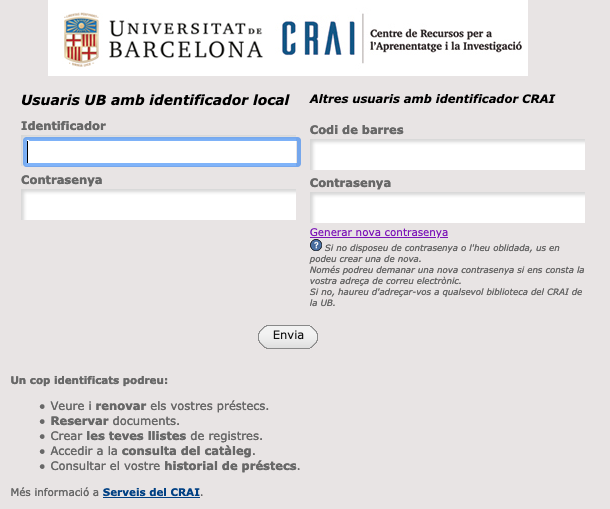 UNIVERSITAT DE
BARCELONA
CRAI
Centre de Recursos per a
l'Aprenentatge i la Investigació
Usuaris UB amb identificador local
Identificador
Contrasenya
Altres usuaris amb identificador CRAI
Codi de barres
Contrasenya
Generar nova contrasenya
? Si no disposeu de contrasenya o l'heu oblidada, us en
podeu crear una de nova.
Només podreu demanar una nova contrasenya si ens consta la
vostra adreça de correu electrònic.
Si no, haureu d'adreçar-vos a qualsevol biblioteca del CRAI de
la UB.
Envia
Un cop identificats podreu:
• Veure i renovar els vostres préstecs.
• Reservar documents.
• Crear les teves llistes de registres.
• Accedir a la consulta del catàleg.
• Consultar el vostre historial de préstecs.
Més informació a Serveis del CRAI.